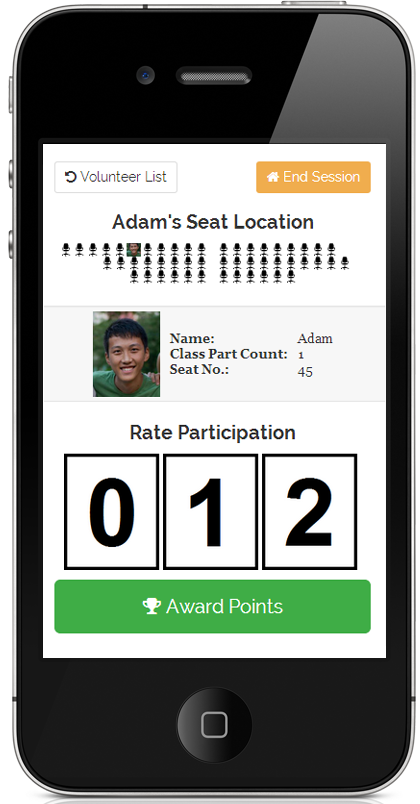 Volunteer List
End Session
Adam's Seat Location
Name: Adam
Class Part Count: 1
Seat No.: 45
Rate Participation
0 1 2
Award Points